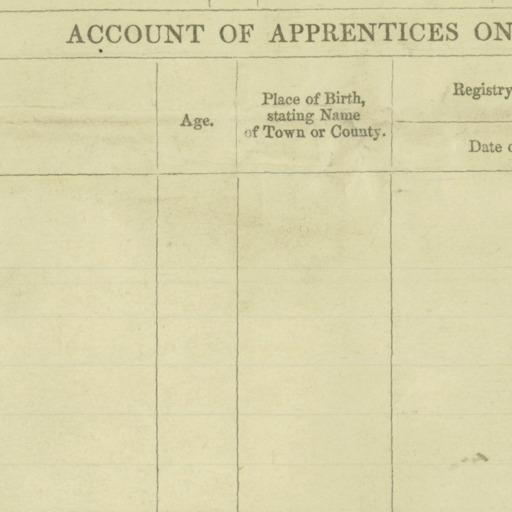 ACCOUNT OF APPRENTICES ON
Age.
Place of Birth,
stating Name
of Town or County.
Registry
Date